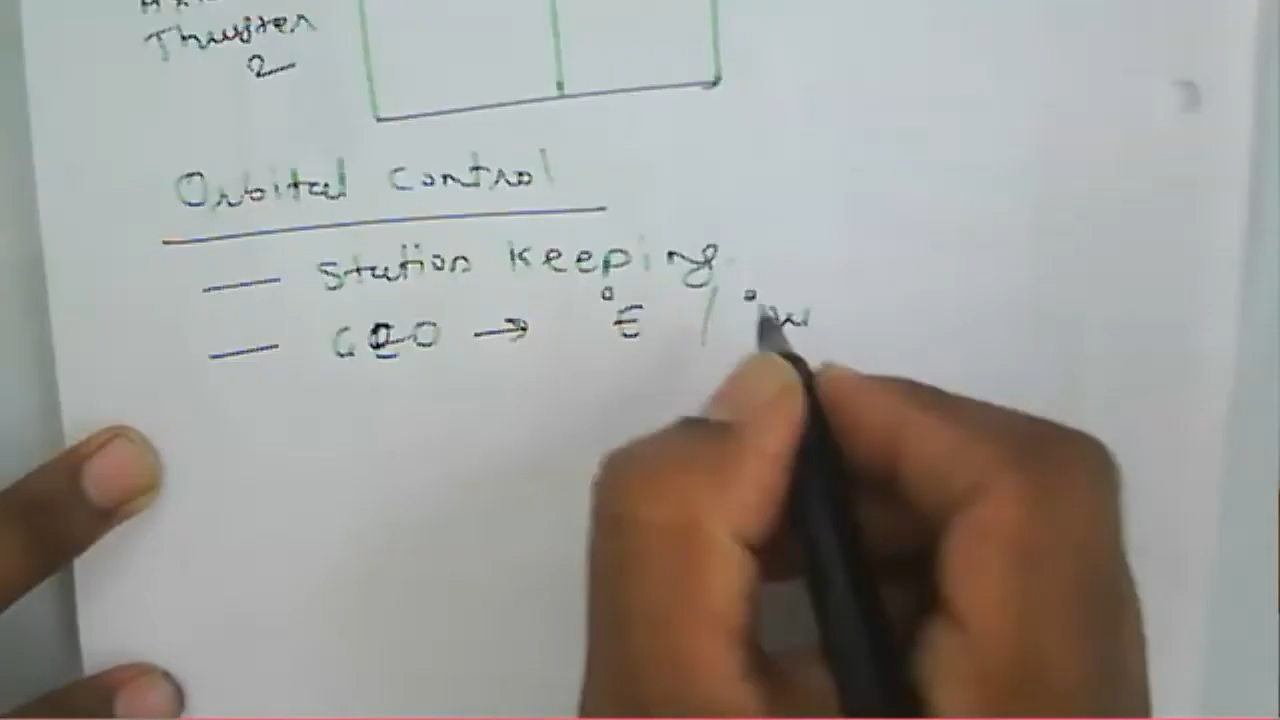 Thruster
2
Orbital Control
— Station Keeping
— GEO → °E / °W